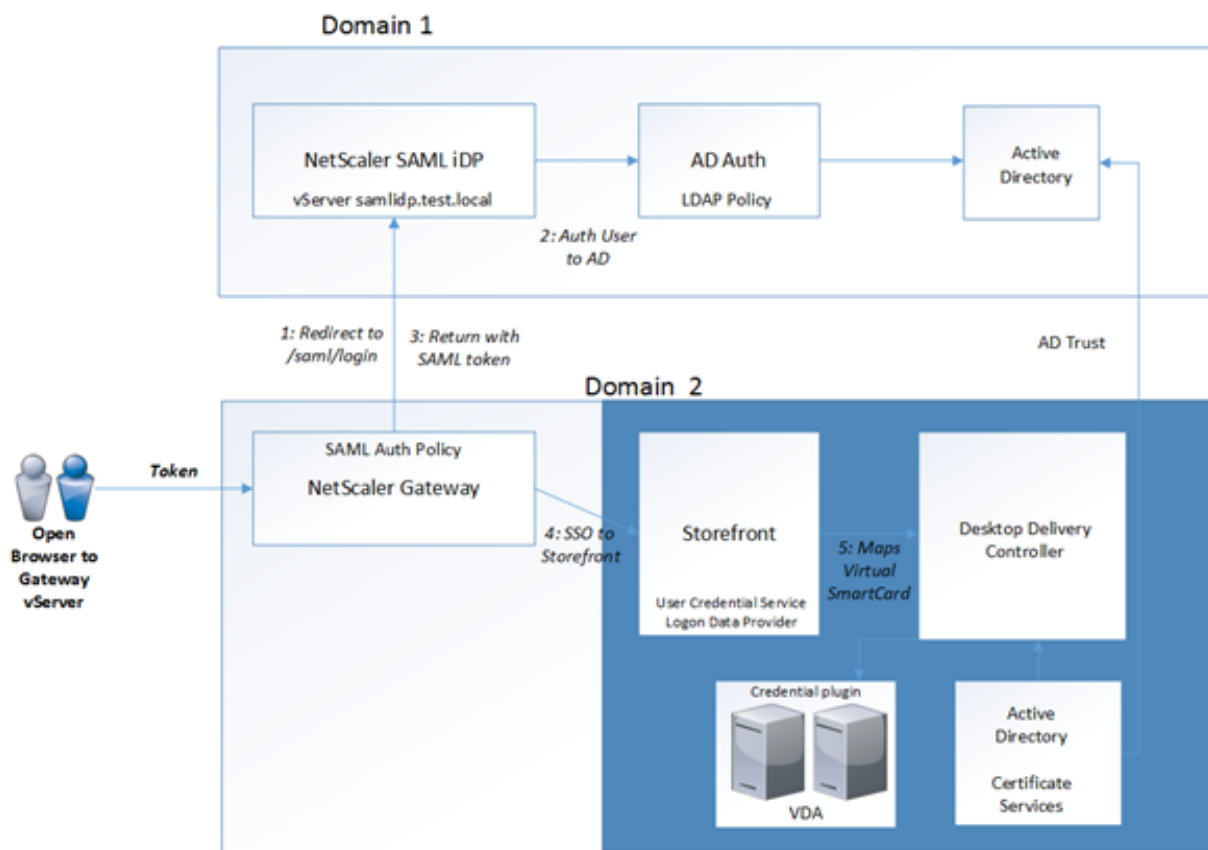 Domain 1
NetScaler SAML iDP
vServer samlidp.test.local
AD Auth
LDAP Policy
Active
Directory
2: Auth User
to AD
1: Redirect to
/saml/login
3: Return with
SAML token
AD Trust
Domain 2
SAML Auth Policy
NetScaler Gateway
Token
Open
Browser to
Gateway
vServer
4: SSO to
Storefront
Storefront
User Credential Service
Logon Data Provider
5: Maps
Virtual
SmartCard
Desktop Delivery
Controller
Credential plugin
VDA
Active
Directory
Certificate
Services